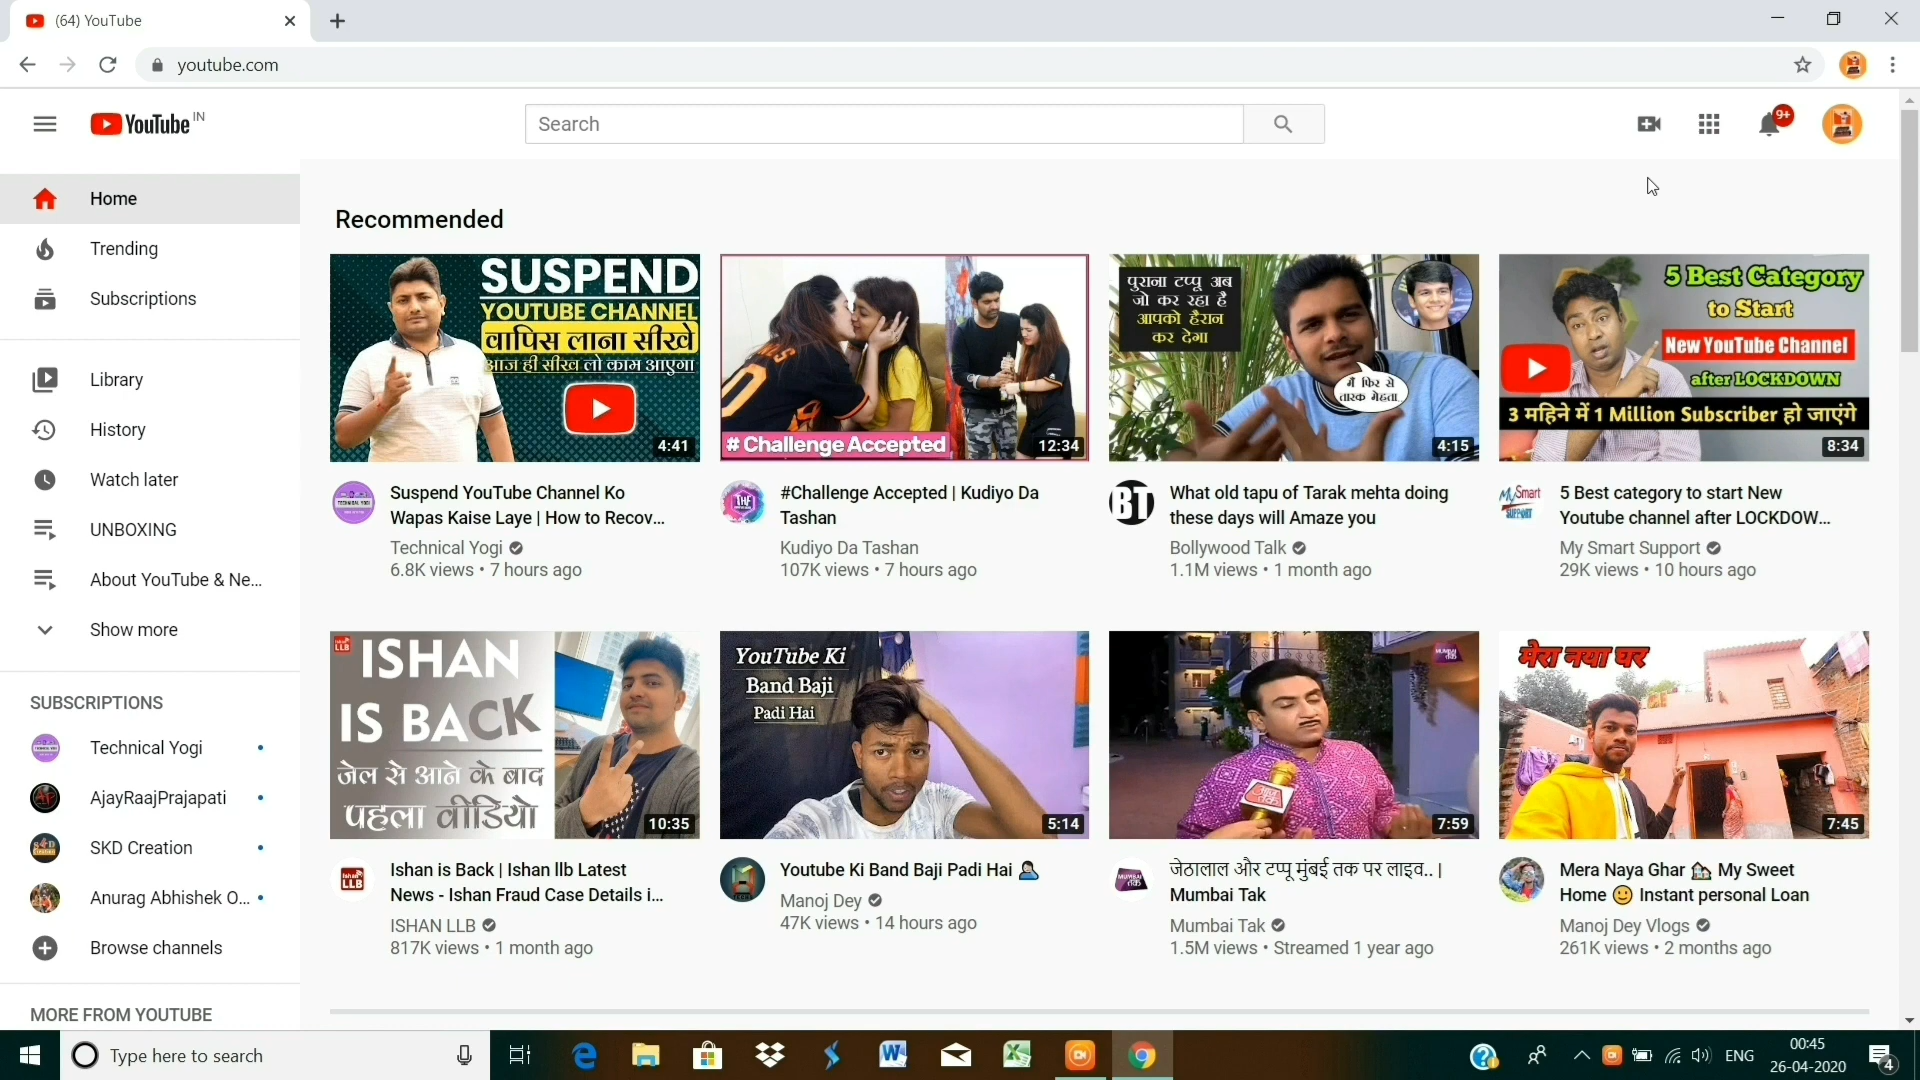 (64) YouTube
youtube.com
YouTube IN
Search
9+
Home
Trending
Subscriptions
Library
History
Watch later
UNBOXING
About YouTube & Ne...
Show more
SUBSCRIPTIONS
Technical Yogi
AjayRaajPrajapati
SKD Creation
Anurag Abhishek O...
Browse channels
MORE FROM YOUTUBE
Recommended
SUSPEND
YOUTUBE CHANNEL
वापिस लाना सीखे
आज ही सीख लो काम आएगा
4:41
Suspend YouTube Channel Ko
Wapas Kaise Laye | How to Recov...
Technical Yogi
6.8K views • 7 hours ago
# Challenge Accepted
12:34
#Challenge Accepted | Kudiyo Da
Tashan
Kudiyo Da Tashan
107K views • 7 hours ago
पुराना टप्पू अब
जो कर रहा है
आपको हैरान
कर देगा
में फिर से
तारक मेहता
4:15
BT
What old tapu of Tarak mehta doing
these days will Amaze you
Bollywood Talk
1.1M views • 1 month ago
5 Best Category
to Start
New YouTube Channel
after LOCKDOWN
3 महिने में 1 Million Subscriber हो जाएंगे
8:34
My Smart
SUPPORT
5 Best category to start New
Youtube channel after LOCKDOW...
My Smart Support
29K views • 10 hours ago
ISHAN
IS BACK
जेल से आने के बाद
पहला वीडियो
10:35
LLB
Ishan is Back | Ishan llb Latest
News - Ishan Fraud Case Details i...
ISHAN LLB
817K views • 1 month ago
YouTube Ki
Band Baji
Padi Hai
5:14
Youtube Ki Band Baji Padi Hai
Manoj Dey
47K views • 14 hours ago
7:59
जेठालाल और टप्पू मुंबई तक पर लाइव.. |
Mumbai Tak
Mumbai Tak
1.5M views • Streamed 1 year ago
मेरा नया घर
7:45
Mera Naya Ghar My Sweet
Home Instant personal Loan
Manoj Dey Vlogs
261K views • 2 months ago
Type here to search
ENG
00:45
26-04-2020
4